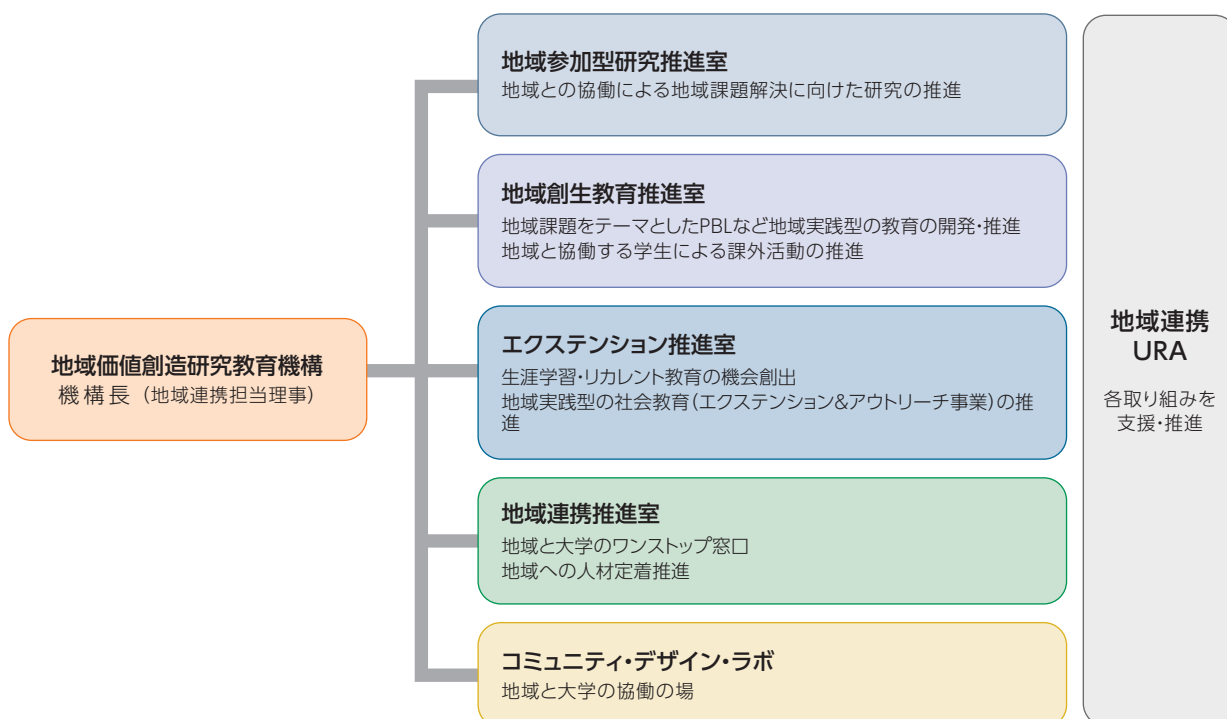 地域参加型研究推進室
地域との協働による地域課題解決に向けた研究の推進
地域創生教育推進室
地域課題をテーマとしたPBLなど地域実践型の教育の開発・推進
地域と協働する学生による課外活動の推進
地域価値創造研究教育機構
機構長（地域連携担当理事）
エクステンション推進室
生涯学習・リカレント教育の機会創出
地域実践型の社会教育（エクステンション&アウトリーチ事業）の推
進
地域連携推進室
地域と大学のワンストップ窓口
地域への人材定着推進
コミュニティ・デザイン・ラボ
地域と大学の協働の場
地域連携
URA
各取り組みを
支援・推進